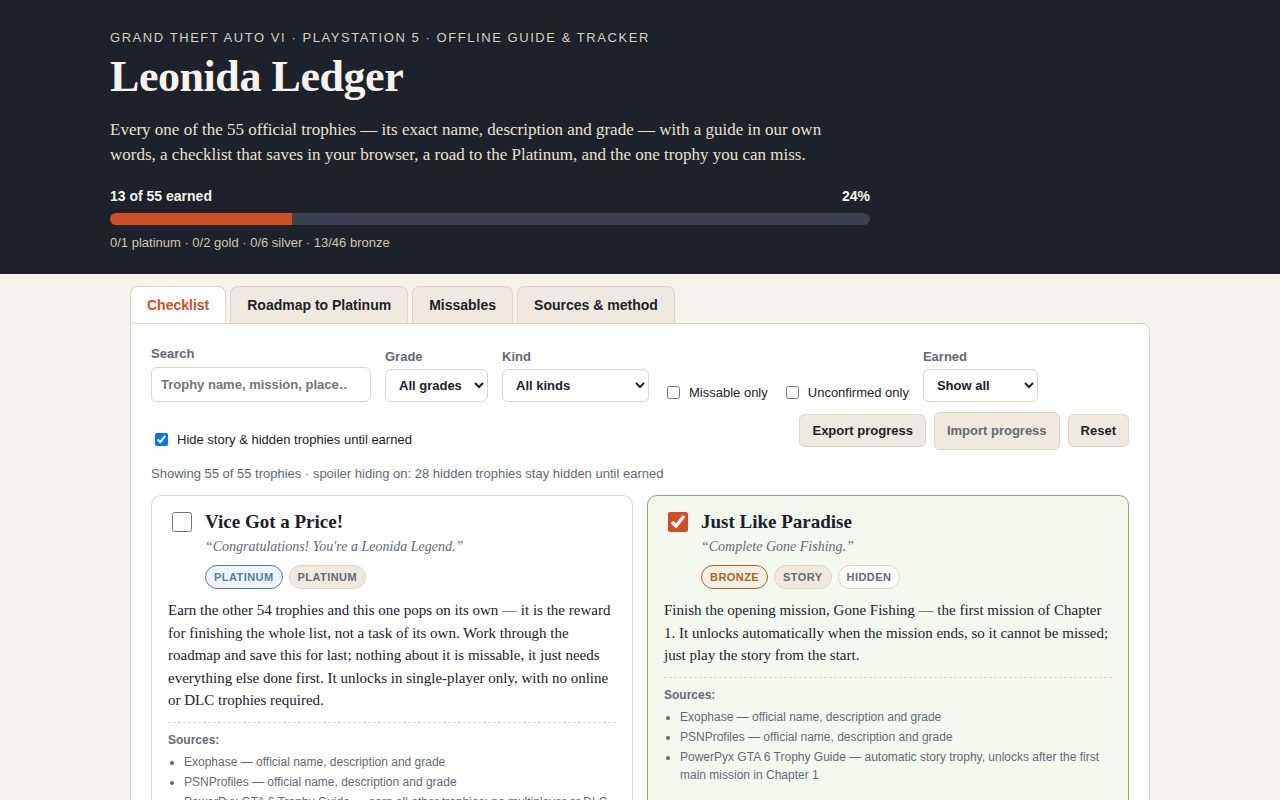 GRAND THEFT AUTO VI · PLAYSTATION 5 · OFFLINE GUIDE & TRACKER
Leonida Ledger
Every one of the 55 official trophies — its exact name, description and grade — with a guide in our own
words, a checklist that saves in your browser, a road to the Platinum, and the one trophy you can miss.
13 of 55 earned
24%
0/1 platinum · 0/2 gold · 0/6 silver · 13/46 bronze
Checklist
Roadmap to Platinum
Missables
Sources & method
Search
Trophy name, mission, place..
Grade
All grades
Kind
All kinds
Missable only
Unconfirmed only
Earned
Show all
Hide story & hidden trophies until earned
Export progress
Import progress
Reset
Showing 55 of 55 trophies · spoiler hiding on: 28 hidden trophies stay hidden until earned
Vice Got a Price!
“Congratulations! You're a Leonida Legend.”
PLATINUM
PLATINUM
Earn the other 54 trophies and this one pops on its own — it is the reward
for finishing the whole list, not a task of its own. Work through the
roadmap and save this for last; nothing about it is missable, it just needs
everything else done first. It unlocks in single-player only, with no online
or DLC trophies required.
Sources:
Exophase — official name, description and grade
PSNProfiles — official name, description and grade
PowerPyx GTA 6 Trophy Guide — earn all other trophies; no multiplayer or DLC
Just Like Paradise
“Complete Gone Fishing.”
BRONZE
STORY
HIDDEN
Finish the opening mission, Gone Fishing — the first mission of Chapter
1. It unlocks automatically when the mission ends, so it cannot be missed;
just play the story from the start.
Sources:
Exophase — official name, description and grade
PSNProfiles — official name, description and grade
PowerPyx GTA 6 Trophy Guide — automatic story trophy, unlocks after the first
main mission in Chapter 1